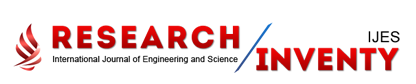 RESEARCH
International Journal of Engineering and Science
IJES
INVENTY